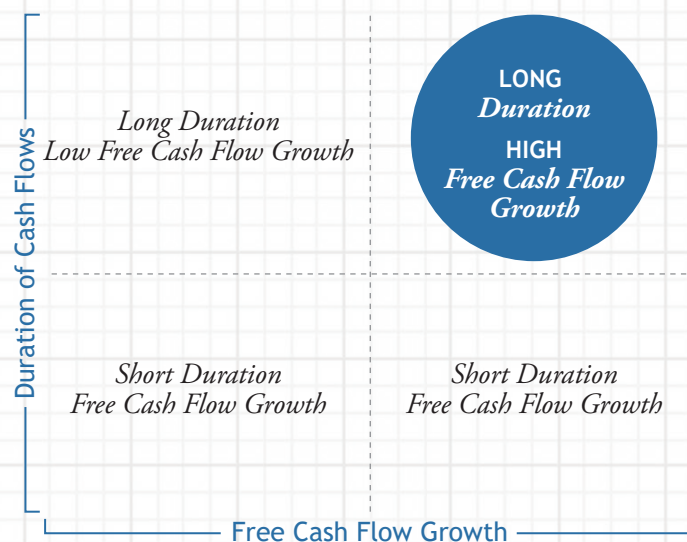 Duration of Cash Flows
Long Duration
Low Free Cash Flow Growth
LONG
Duration
HIGH
Free Cash Flow
Growth
Short Duration
Free Cash Flow Growth
Short Duration
Free Cash Flow Growth
Free Cash Flow Growth